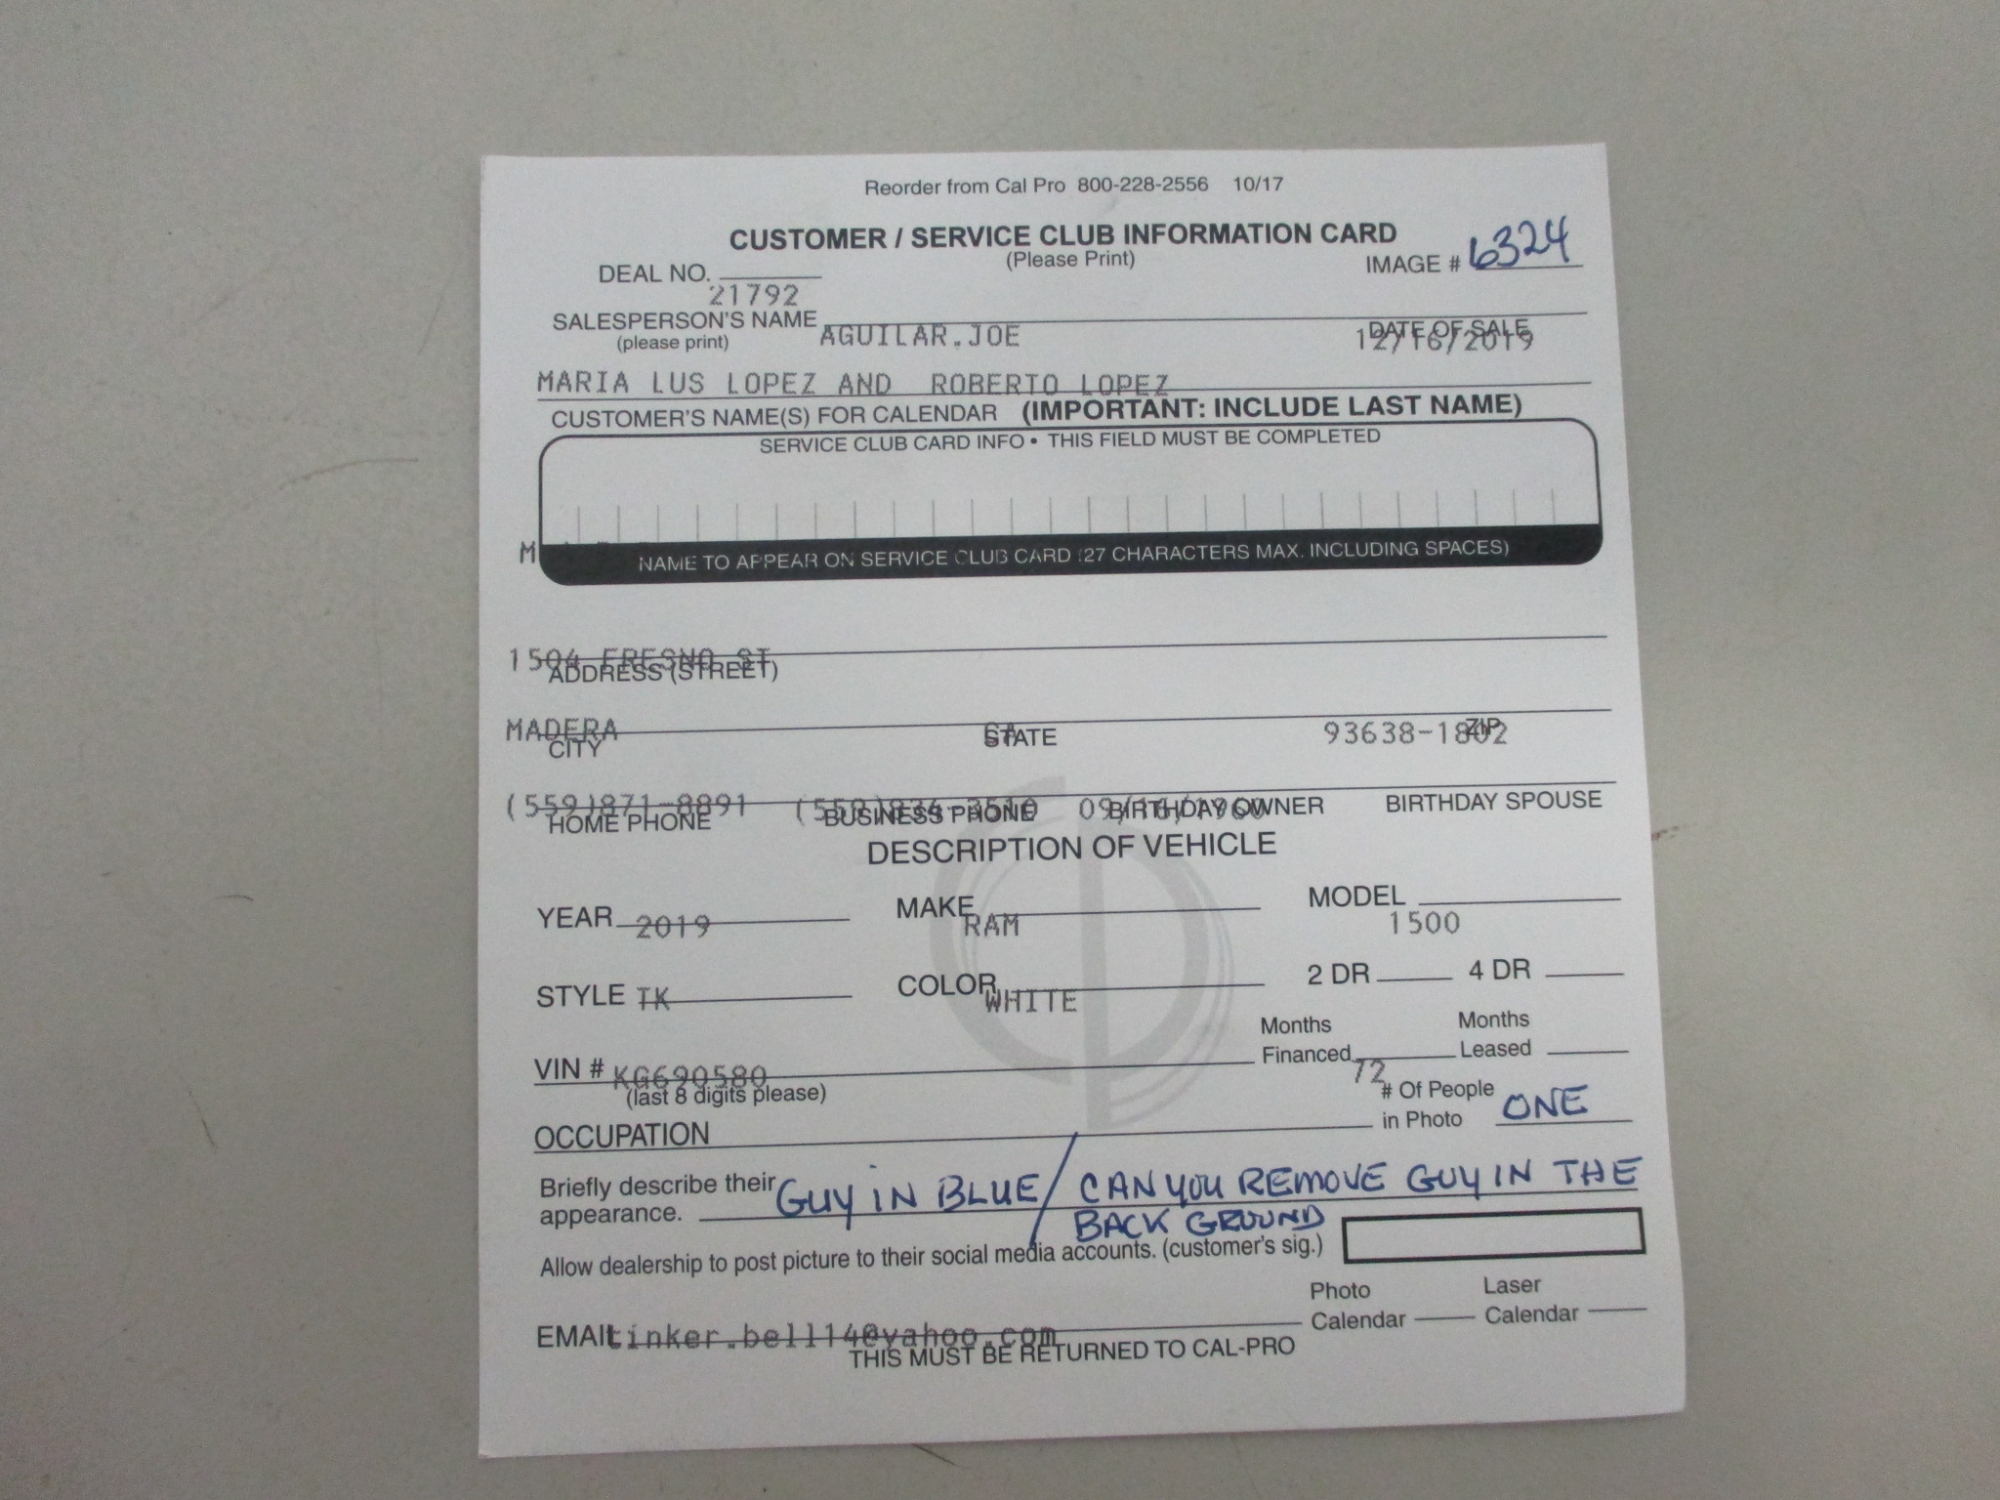 Reorder from Cal Pro 800-228-2556 10/17
CUSTOMER / SERVICE CLUB INFORMATION CARD
(Please Print)
DEAL NO. 21792
IMAGE # 6324
SALESPERSON'S NAME AGUILAR.JOE
(please print)
DATE OF SALE 12/16/2019
MARIA LUS LOPEZ AND ROBERTO LOPEZ
CUSTOMER'S NAME(S) FOR CALENDAR (IMPORTANT: INCLUDE LAST NAME)
SERVICE CLUB CARD INFO • THIS FIELD MUST BE COMPLETED
M
NAME TO APPEAR ON SERVICE CLUB CARD (27 CHARACTERS MAX. INCLUDING SPACES)
1504 FRESNO ST
ADDRESS (STREET)
MADERA CA 93638-1802
CITY STATE ZIP
(559)871-8891
HOME PHONE BUSINESS PHONE BIRTHDAY OWNER BIRTHDAY SPOUSE
DESCRIPTION OF VEHICLE
YEAR 2019 MAKE RAM MODEL 1500
STYLE TK COLOR WHITE 2 DR 4 DR
VIN # KG690580
(last 8 digits please)
Months Financed 72
Months Leased
# Of People in Photo ONE
OCCUPATION
Briefly describe their GUY IN BLUE / CAN YOU REMOVE GUY IN THE
appearance. BACK GROUND
Allow dealership to post picture to their social media accounts. (customer's sig.)
Photo Calendar
Laser Calendar
EMAIL tinker.bell14@yahoo.com
THIS MUST BE RETURNED TO CAL-PRO